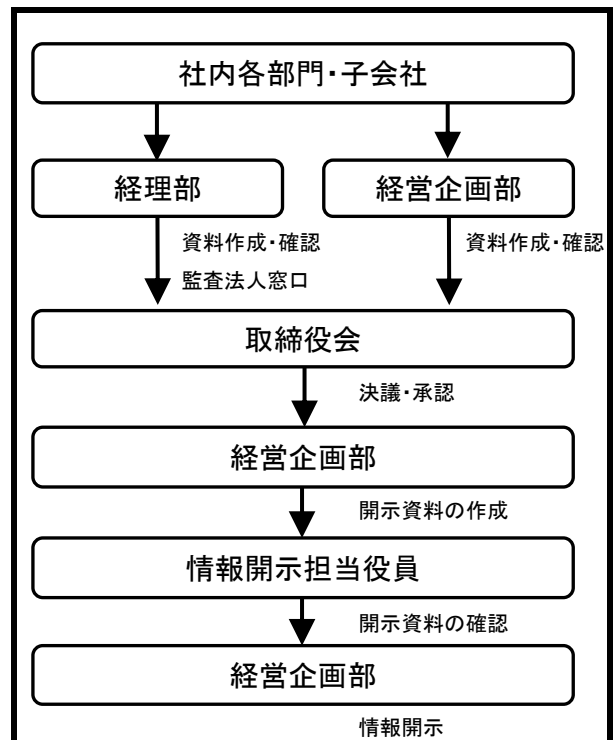 社内各部門・子会社
経理部
経営企画部
資料作成・確認
監査法人窓口
資料作成・確認
取締役会
決議・承認
経営企画部
開示資料の作成
情報開示担当役員
開示資料の確認
経営企画部
情報開示